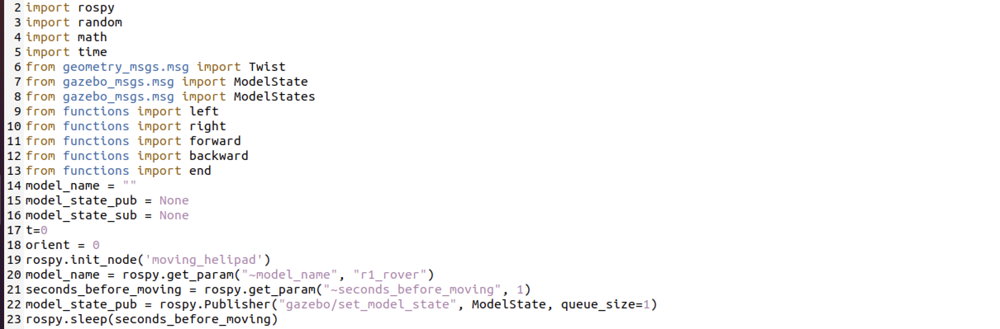 2 import rospy
3 import random
4 import math
5 import time
6 from geometry_msgs.msg import Twist
7 from gazebo_msgs.msg import ModelState
8 from gazebo_msgs.msg import ModelStates
9 from functions import left
10 from functions import right
11 from functions import forward
12 from functions import backward
13 from functions import end
14 model_name = ""
15 model_state_pub = None
16 model_state_sub = None
17 t=0
18 orient = 0
19 rospy.init_node('moving_helipad')
20 model_name = rospy.get_param("~model_name", "r1_rover")
21 seconds_before_moving = rospy.get_param("~seconds_before_moving", 1)
22 model_state_pub = rospy.Publisher("gazebo/set_model_state", ModelState, queue_size=1)
23 rospy.sleep(seconds_before_moving)